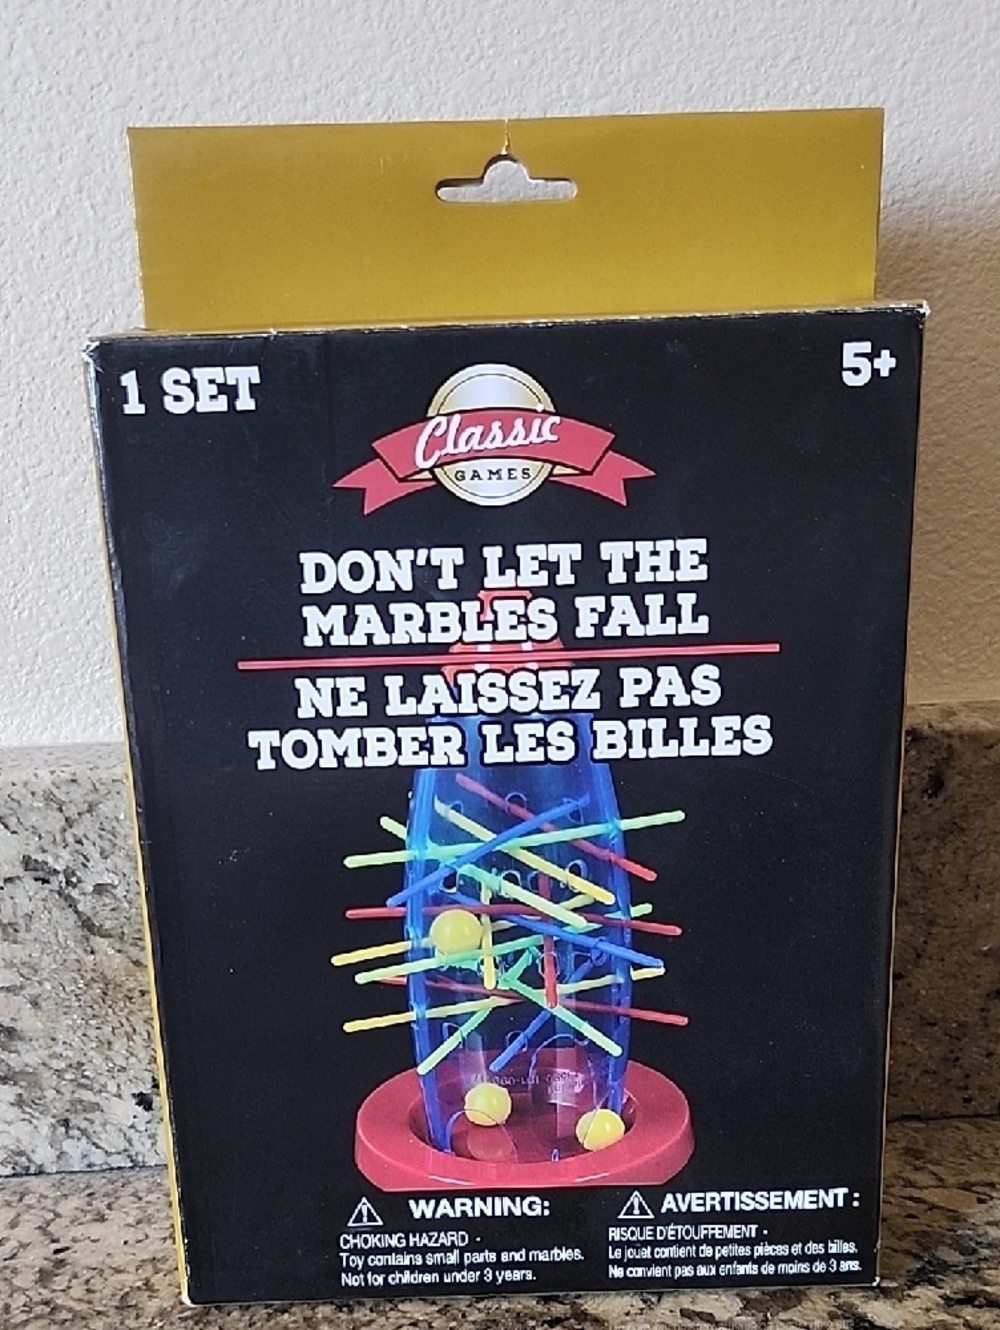 1 SET
5+
Classic
GAMES
DON'T LET THE
MARBLES FALL
NE LAISSEZ PAS
TOMBER LES BILLES
WARNING:
CHOKING HAZARD -
Toy contains small parts and marbles.
Not for children under 3 years.
AVERTISSEMENT :
RISQUE D'ÉTOUFFEMENT -
Le jouet contient de petites pièces et des billes.
Ne convient pas aux enfants de moins de 3 ans.